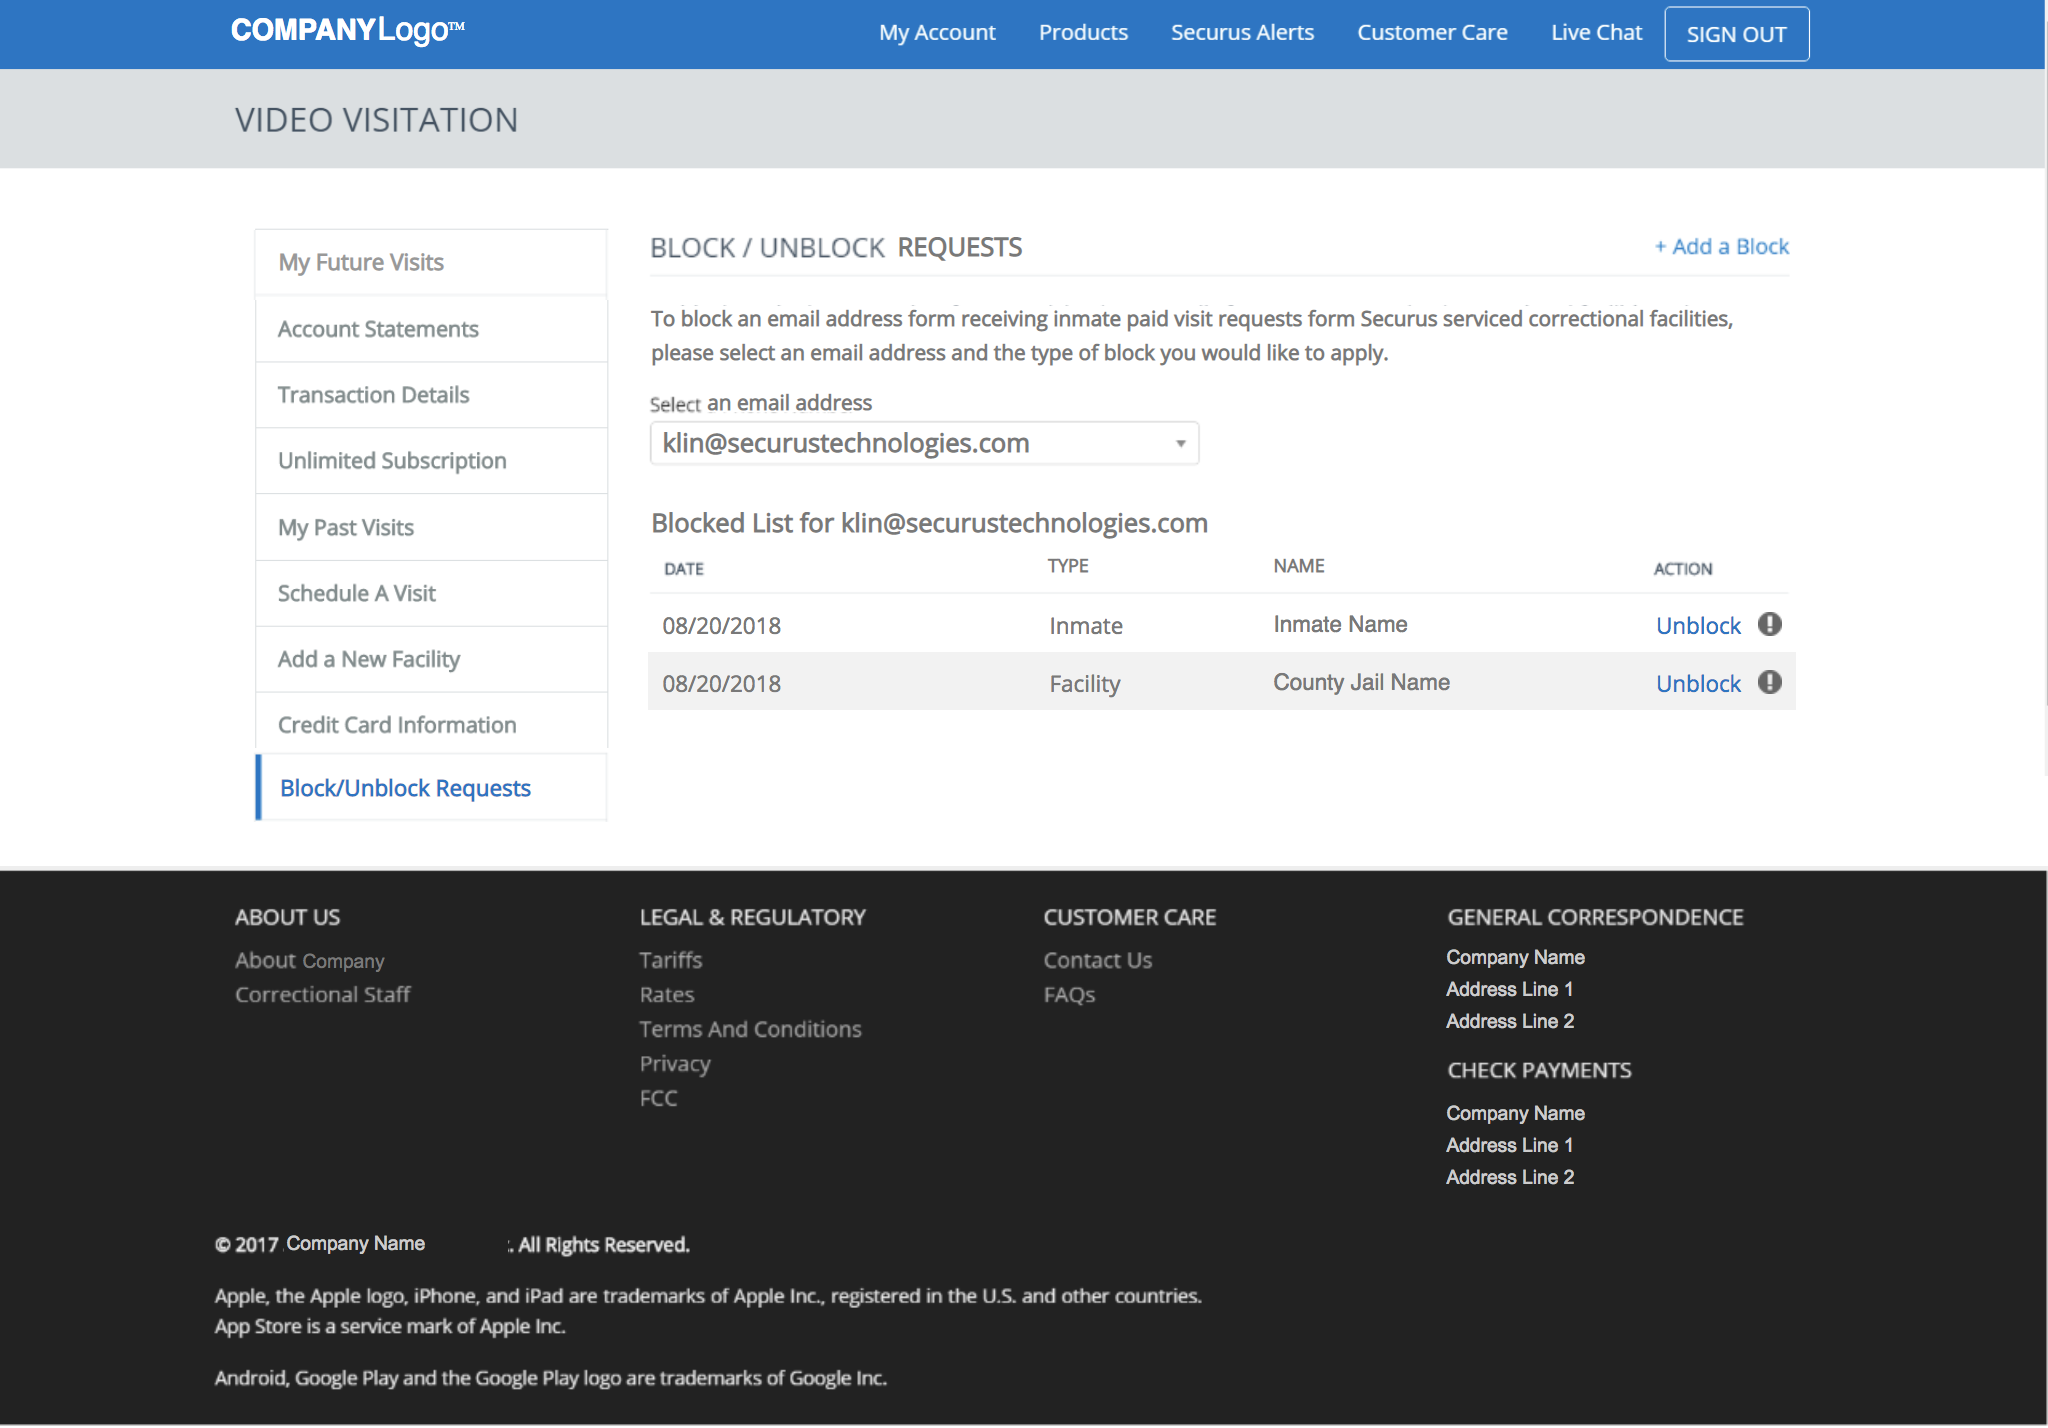 COMPANYLogo™
My Account Products Securus Alerts Customer Care Live Chat SIGN OUT
VIDEO VISITATION
My Future Visits
Account Statements
Transaction Details
Unlimited Subscription
My Past Visits
Schedule A Visit
Add a New Facility
Credit Card Information
Block/Unblock Requests
BLOCK / UNBLOCK REQUESTS
+ Add a Block
To block an email address form receiving inmate paid visit requests form Securus serviced correctional facilities,
please select an email address and the type of block you would like to apply.
Select an email address
klin@securustechnologies.com
Blocked List for klin@securustechnologies.com
DATE TYPE NAME ACTION
08/20/2018 Inmate Inmate Name Unblock
08/20/2018 Facility County Jail Name Unblock
ABOUT US
About Company
Correctional Staff
LEGAL & REGULATORY
Tariffs
Rates
Terms And Conditions
Privacy
FCC
CUSTOMER CARE
Contact Us
FAQs
GENERAL CORRESPONDENCE
Company Name
Address Line 1
Address Line 2
CHECK PAYMENTS
Company Name
Address Line 1
Address Line 2
© 2017 Company Name . All Rights Reserved.
Apple, the Apple logo, iPhone, and iPad are trademarks of Apple Inc., registered in the U.S. and other countries.
App Store is a service mark of Apple Inc.
Android, Google Play and the Google Play logo are trademarks of Google Inc.